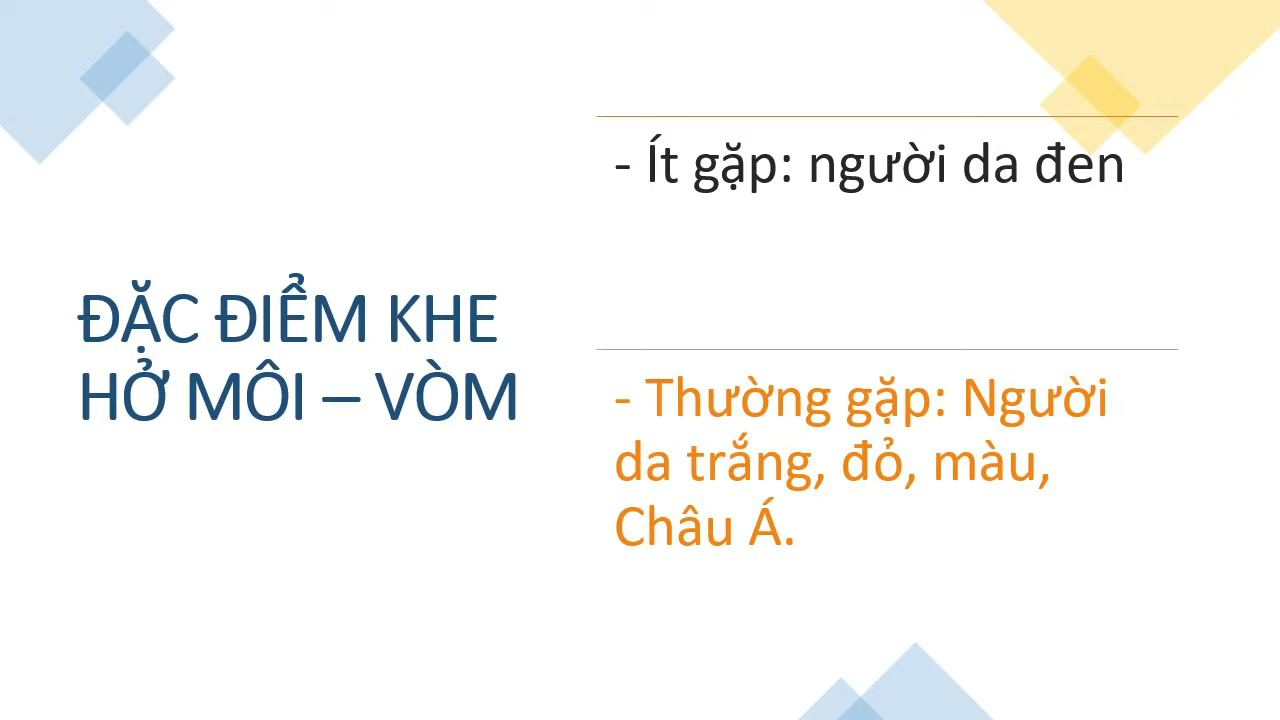 ĐẶC ĐIỂM KHE
HỞ MÔI – VÒM
- Ít gặp: người da đen
- Thường gặp: Người
da trắng, đỏ, màu,
Châu Á.